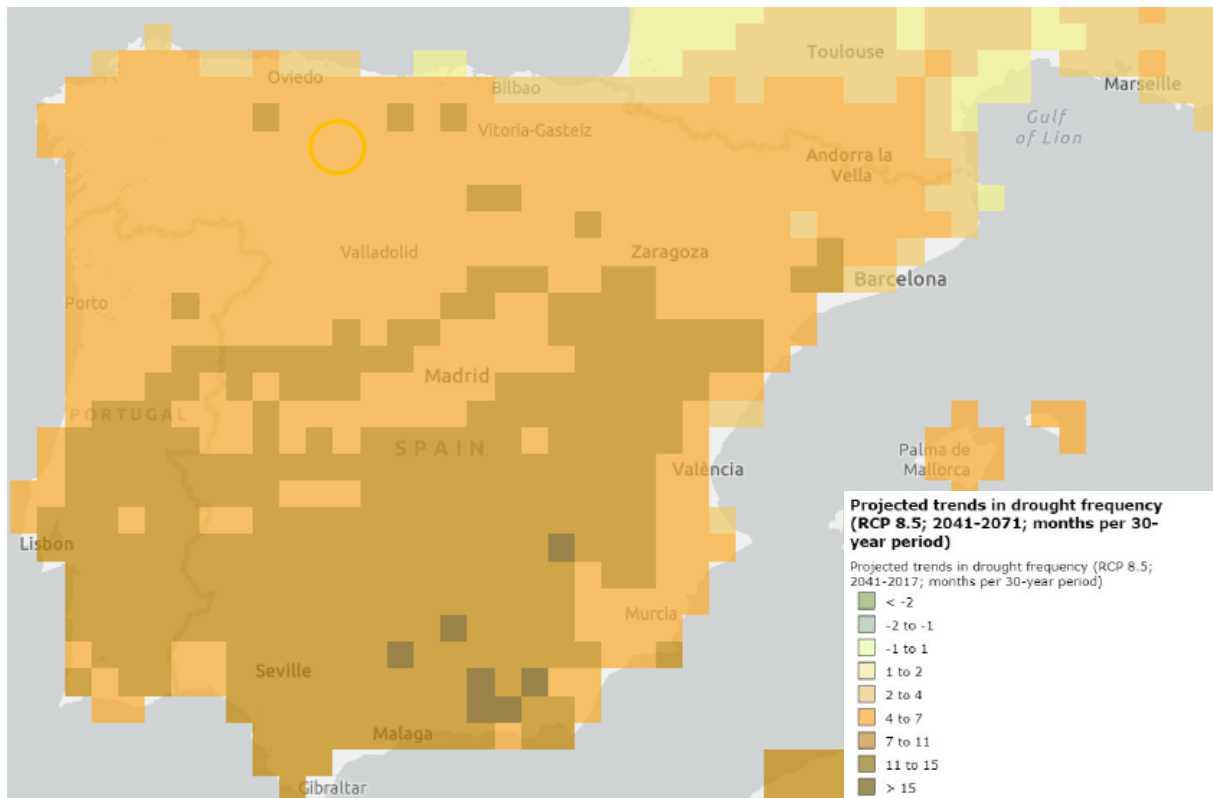 Toulouse
Oviedo
Bilbao
Marseille
Gulf
of Lion
Vitoria-Gasteiz
Andorra la
Vella
Valladolid
Zaragoza
Barcelona
Porto
Madrid
PORTUGAL
SPAIN
València
Palma de
Mallorca
Lisbon
Murcia
Seville
Malaga
Gibraltar
Projected trends in drought frequency
(RCP 8.5; 2041-2071; months per 30-
year period)
Projected trends in drought frequency (RCP 8.5;
2041-2017; months per 30-year period)
< -2
-2 to -1
-1 to 1
1 to 2
2 to 4
4 to 7
7 to 11
11 to 15
> 15